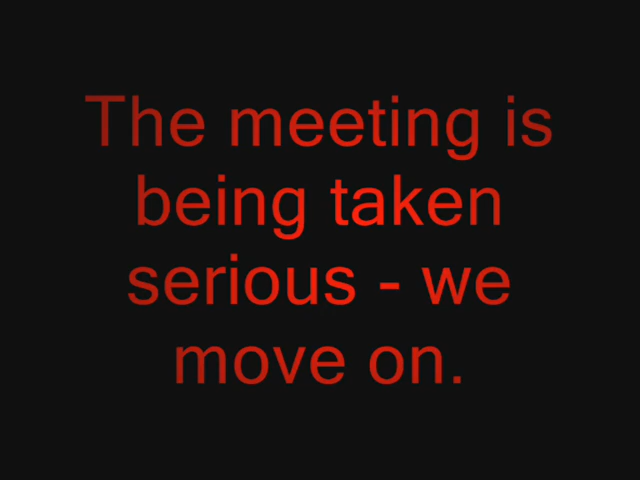 The meeting is
being taken
serious - we
move on.